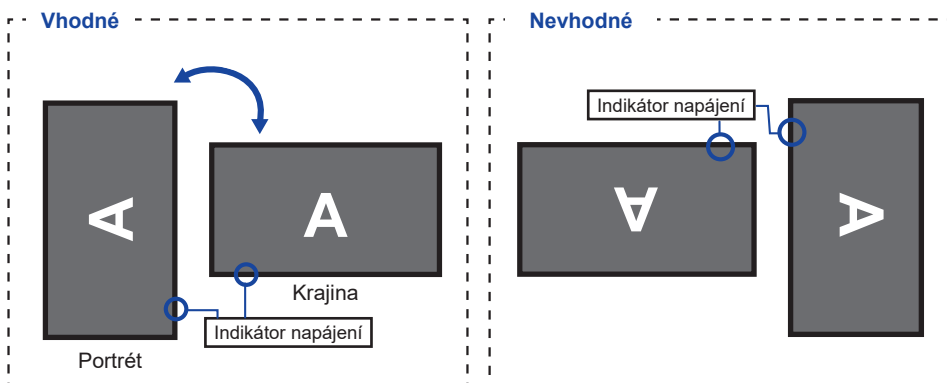 Vhodné
A
A
Krajina
Indikátor napájení
Portrét
Nevhodné
Indikátor napájení
A
A